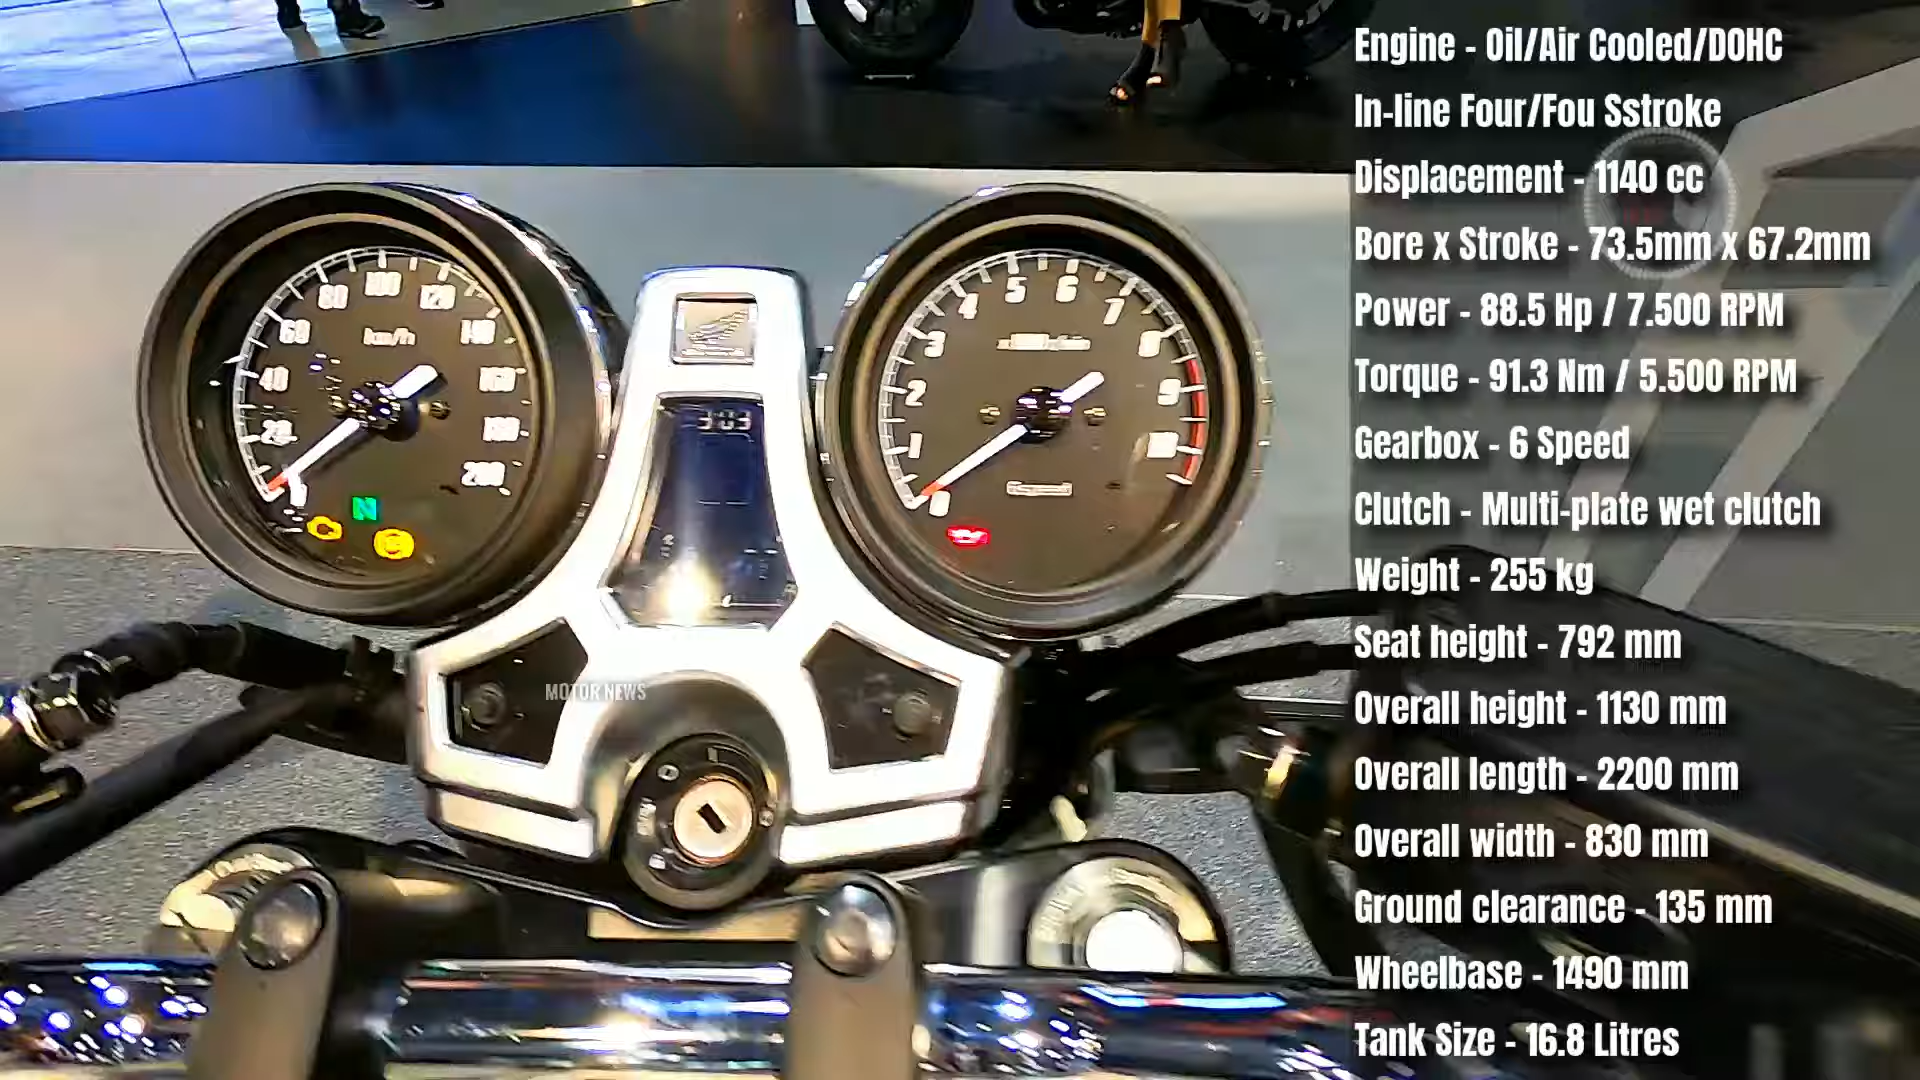 Engine - Oil/Air Cooled/DOHC
In-line Four/Fou Sstroke
Displacement - 1140 cc
Bore x Stroke - 73.5mm x 67.2mm
Power - 88.5 Hp / 7.500 RPM
Torque - 91.3 Nm / 5.500 RPM
Gearbox - 6 Speed
Clutch - Multi-plate wet clutch
Weight - 255 kg
Seat height - 792 mm
Overall height - 1130 mm
Overall length - 2200 mm
Overall width - 830 mm
Ground clearance - 135 mm
Wheelbase - 1490 mm
Tank Size - 16.8 Litres
0 20 40 60 80 100 120 140 160 180 200
km/h
N
3:03
0 1 2 3 4 5 6 7 8 9 10
MOTOR NEWS